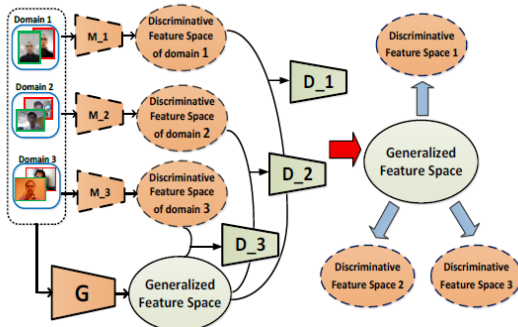 Domain 1
M_1
Discriminative
Feature Space
of domain 1
D_1
Domain 2
M_2
Discriminative
Feature Space
of domain 2
D_2
Domain 3
M_3
Discriminative
Feature Space
of domain 3
D_3
G
Generalized
Feature Space
Discriminative
Feature Space 1
Generalized
Feature Space
Discriminative
Feature Space 2
Discriminative
Feature Space 3